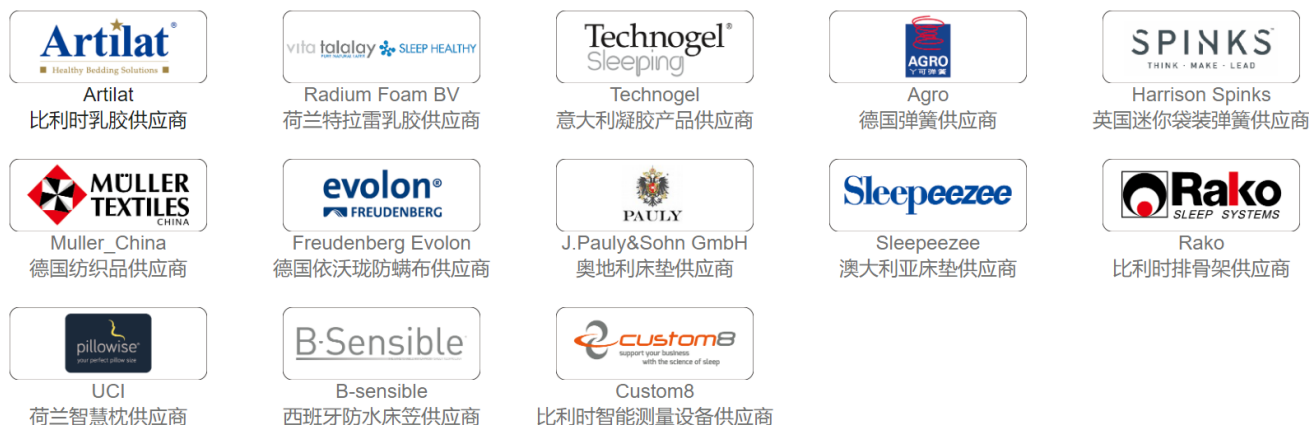 Artilat®
Healthy Bedding Solutions
Artilat
比利时乳胶供应商
vita talalay SLEEP HEALTHY
PURE NATURAL LATEX
Radium Foam BV
荷兰特拉雷乳胶供应商
Technogel®
Sleeping
Technogel
意大利凝胶产品供应商
AGRO
丫可弹簧
Agro
德国弹簧供应商
SPINKS
THINK · MAKE · LEAD
Harrison Spinks
英国迷你袋装弹簧供应商
MÜLLER
TEXTILES
CHINA
Muller_China
德国纺织品供应商
evolon®
FREUDENBERG
Freudenberg Evolon
德国依沃珑防螨布供应商
PAULY
J.Pauly&Sohn GmbH
奥地利床垫供应商
Sleepeezee
Sleepeezee
澳大利亚床垫供应商
Rako
SLEEP SYSTEMS
Rako
比利时排骨架供应商
pillowise®
your perfect pillow size
UCI
荷兰智慧枕供应商
B·Sensible
B-sensible
西班牙防水床笠供应商
custom8
support your business
with the science of sleep
Custom8
比利时智能测量设备供应商